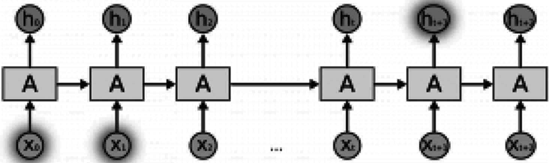 h₀ h₁ h₂ hₜ hₜ₊₁ hₜ₊₂
A A A A A A
X₀ X₁ X₂ ... Xₜ Xₜ₊₁ Xₜ₊₂